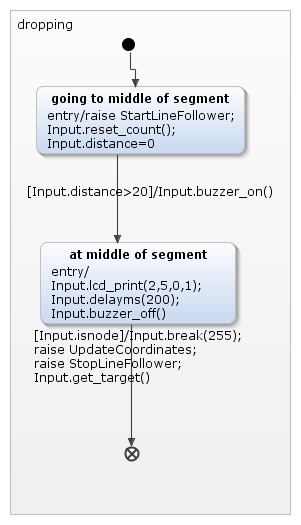 dropping
going to middle of segment
entry/raise StartLineFollower;
Input.reset_count();
Input.distance=0
[Input.distance>20]/Input.buzzer_on()
at middle of segment
entry/
Input.lcd_print(2,5,0,1);
Input.delayms(200);
Input.buzzer_off()
[Input.isnode]/Input.break(255);
raise UpdateCoordinates;
raise StopLineFollower;
Input.get_target()